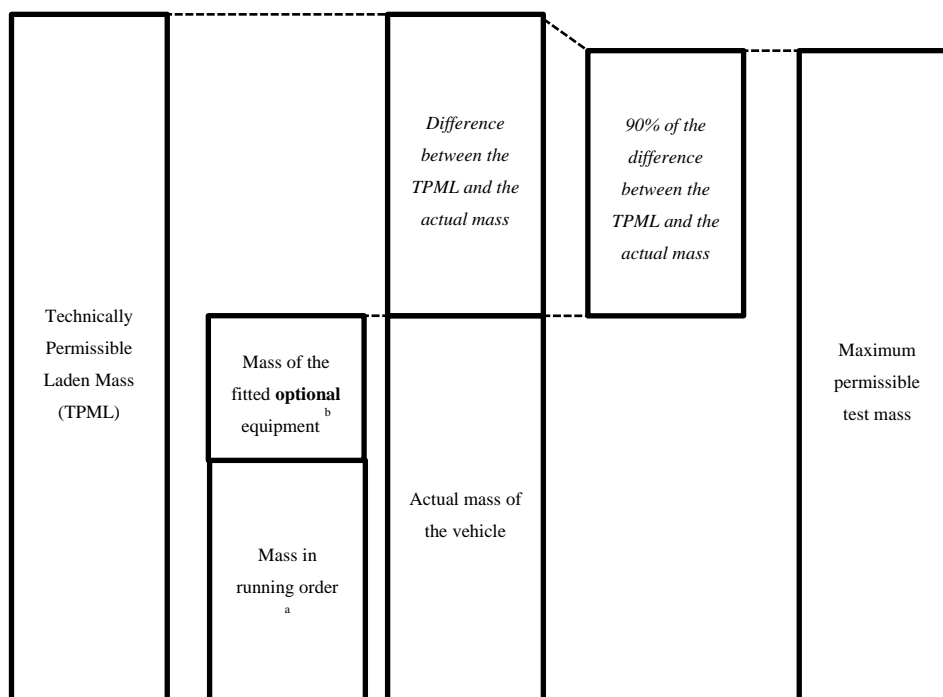 Technically
Permissible
Laden Mass
(TPML)
Mass of the
fitted optional
equipment b
Mass in
running order
a
Difference
between the
TPML and the
actual mass
Actual mass of
the vehicle
90% of the
difference
between the
TPML and the
actual mass
Maximum
permissible
test mass